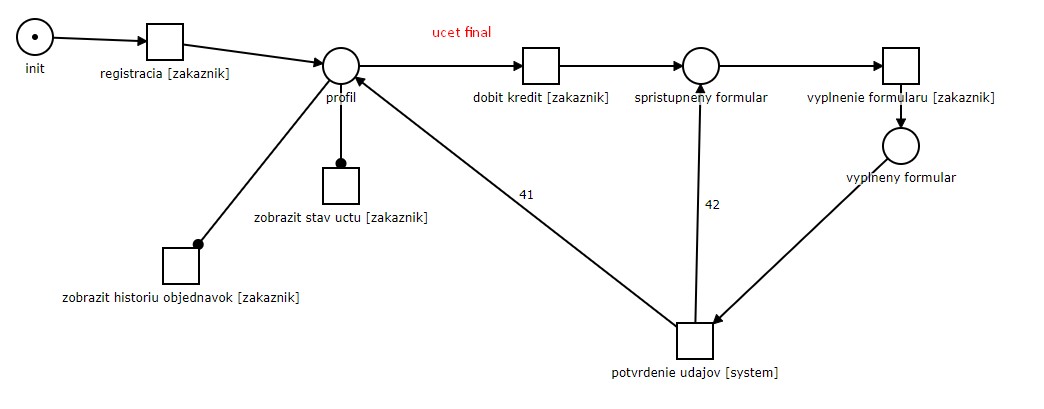 ucet final
init
registracia [zakaznik]
profil
dobit kredit [zakaznik]
spristupneny formular
vyplnenie formularu [zakaznik]
vyplneny formular
41
42
zobrazit stav uctu [zakaznik]
zobrazit historiu objednavok [zakaznik]
potvrdenie udajov [system]